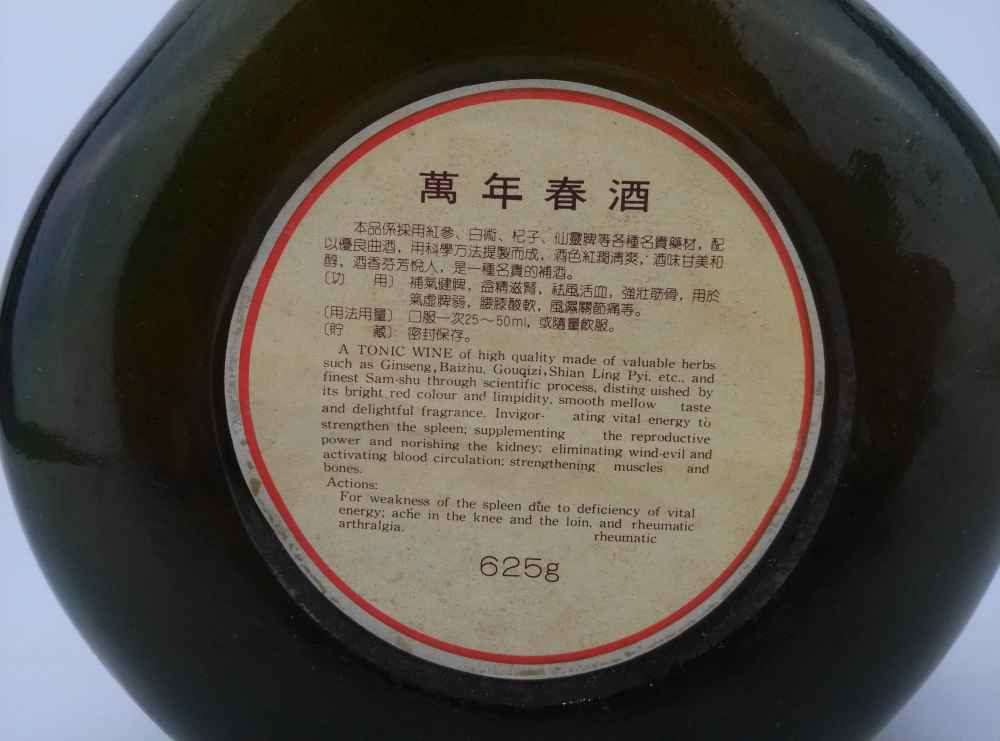 萬年春酒
本品係採用紅參、白術、杞子、仙靈脾等各種名貴藥材，配
以優良曲酒，用科學方法提製而成，酒色紅潤清爽，酒味甘美和
醇，酒香芬芳悅人，是一種名貴的補酒。
〔功　用〕補氣健脾，益精滋腎，祛風活血，強壯筋骨，用於
氣虛脾弱，腰膝酸軟，風濕關節痛等。
〔用法用量〕口服一次25～50ml，或隨量飲服。
〔貯　藏〕密封保存。
A TONIC WINE of high quality made of valuable herbs
such as Ginseng, Baizhu, Gouqizi, Shian Ling Pyi, etc., and
finest Sam-shu through scientific process, disting uished by
its bright red colour and limpidity, smooth mellow taste
and delightful fragrance. Invigor- ating vital energy to
strengthen the spleen; supplementing the reproductive
power and norishing the kidney; eliminating wind-evil and
activating blood circulation; strengthening muscles and
bones.
Actions:
For weakness of the spleen due to deficiency of vital
energy; ache in the knee and the loin, and rheumatic
arthralgia. rheumatic
625g